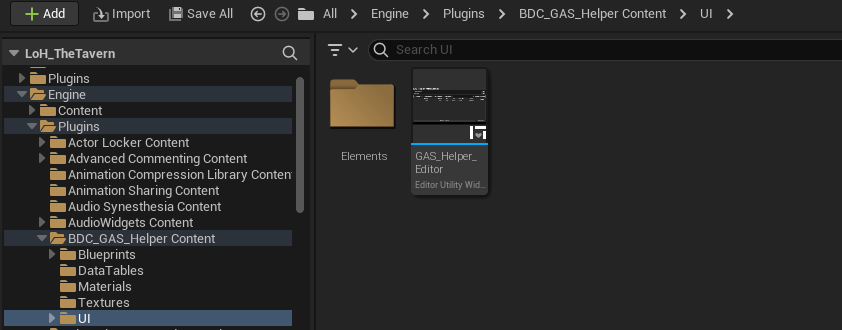 Add Import Save All All Engine Plugins BDC_GAS_Helper Content UI
LoH_TheTavern
Search UI
Plugins
Engine
Content
Plugins
Actor Locker Content
Advanced Commenting Content
Animation Compression Library Conten
Animation Sharing Content
Audio Synesthesia Content
AudioWidgets Content
BDC_GAS_Helper Content
Blueprints
DataTables
Materials
Textures
UI
Elements
GAS_Helper_
Editor
Editor Utility Wid...